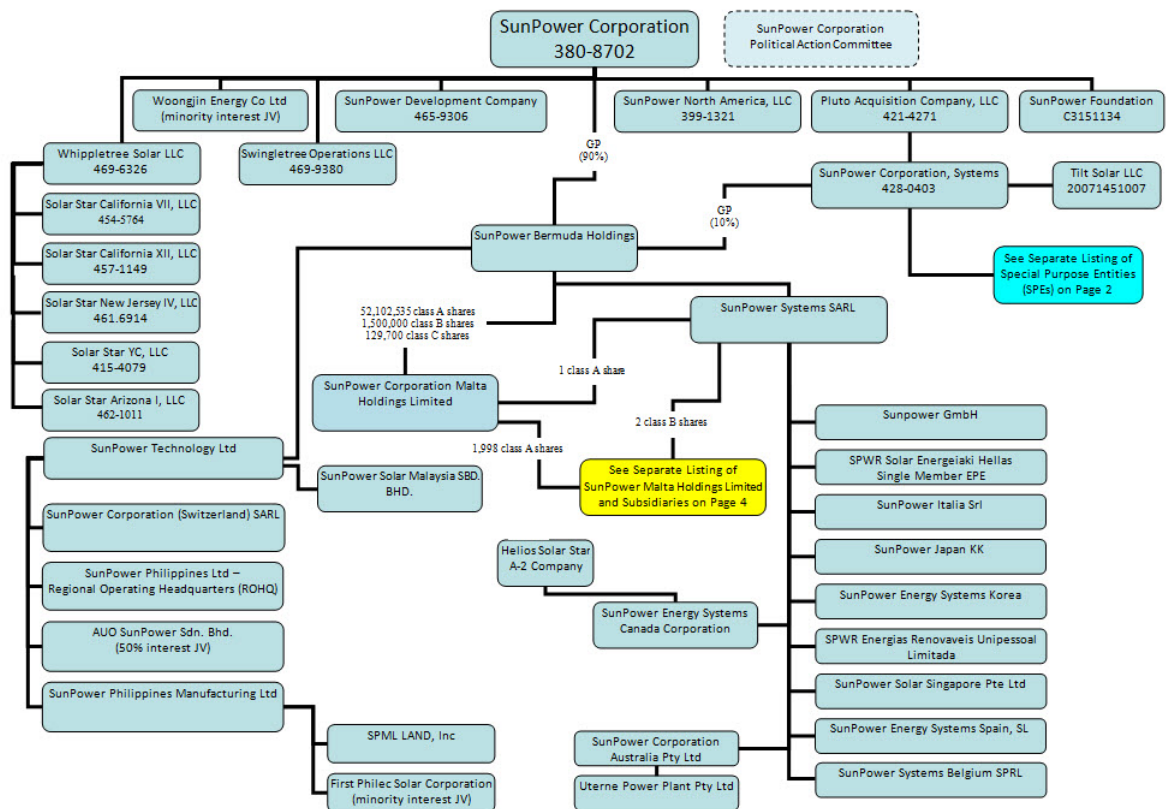 SunPower Corporation
380-8702
SunPower Corporation
Political Action Committee
Woongjin Energy Co Ltd
(minority interest JV)
SunPower Development Company
465-9306
SunPower North America, LLC
399-1321
Pluto Acquisition Company, LLC
421-4271
SunPower Foundation
C3151134
GP
(90%)
Whippletree Solar LLC
469-6326
Swingletree Operations LLC
469-9380
SunPower Corporation, Systems
428-0403
Tilt Solar LLC
20071451007
Solar Star California VII, LLC
454-5764
GP
(10%)
SunPower Bermuda Holdings
Solar Star California XII, LLC
457-1149
See Separate Listing of
Special Purpose Entities
(SPEs) on Page 2
Solar Star New Jersey IV, LLC
461.6914
52,102,535 class A shares
1,500,000 class B shares
129,700 class C shares
SunPower Systems SARL
Solar Star YC, LLC
415-4079
1 class A share
SunPower Corporation Malta
Holdings Limited
Solar Star Arizona I, LLC
462-1011
2 class B shares
Sunpower GmbH
SunPower Technology Ltd
1,998 class A shares
SunPower Solar Malaysia SBD.
BHD.
See Separate Listing of
SunPower Malta Holdings Limited
and Subsidiaries on Page 4
SPWR Solar Energeiaki Hellas
Single Member EPE
SunPower Corporation (Switzerland) SARL
SunPower Italia Srl
Helios Solar Star
A-2 Company
SunPower Japan KK
SunPower Philippines Ltd –
Regional Operating Headquarters (ROHQ)
SunPower Energy Systems
Canada Corporation
SunPower Energy Systems Korea
AUO SunPower Sdn. Bhd.
(50% interest JV)
SPWR Energias Renovaveis Unipessoal
Limitada
SunPower Philippines Manufacturing Ltd
SunPower Solar Singapore Pte Ltd
SPML LAND, Inc
SunPower Corporation
Australia Pty Ltd
SunPower Energy Systems Spain, SL
First Philec Solar Corporation
(minority interest JV)
Uterne Power Plant Pty Ltd
SunPower Systems Belgium SPRL